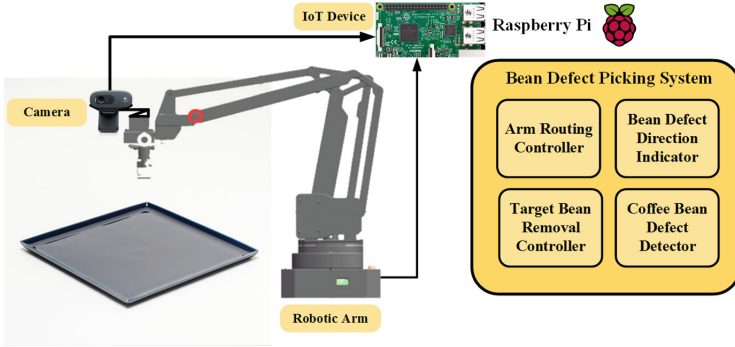 IoT Device
Raspberry Pi
Camera
Bean Defect Picking System
Arm Routing
Controller
Bean Defect
Direction
Indicator
Target Bean
Removal
Controller
Coffee Bean
Defect
Detector
Robotic Arm